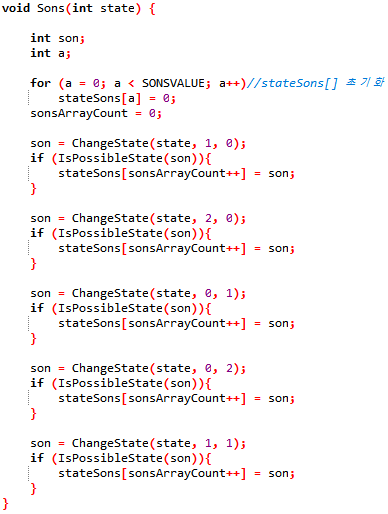 void Sons(int state) {
int son;
int a;
for (a = 0; a < SONSVALUE; a++)//stateSons[] 초기화
stateSons[a] = 0;
sonsArrayCount = 0;
son = ChangeState(state, 1, 0);
if (IsPossibleState(son)){
stateSons[sonsArrayCount++] = son;
}
son = ChangeState(state, 2, 0);
if (IsPossibleState(son)){
stateSons[sonsArrayCount++] = son;
}
son = ChangeState(state, 0, 1);
if (IsPossibleState(son)){
stateSons[sonsArrayCount++] = son;
}
son = ChangeState(state, 0, 2);
if (IsPossibleState(son)){
stateSons[sonsArrayCount++] = son;
}
son = ChangeState(state, 1, 1);
if (IsPossibleState(son)){
stateSons[sonsArrayCount++] = son;
}
}